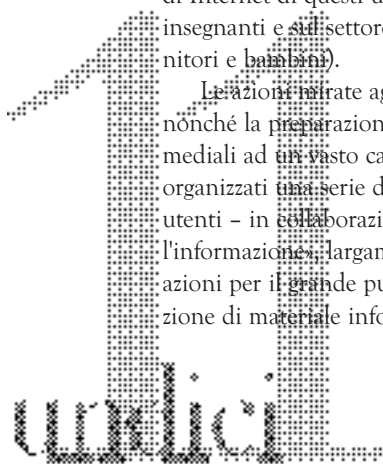 di Internet di questi u
insegnanti e sul settore
nitori e bambini).
Le azioni mirate ag
nonché la preparazion
mediali ad un vasto ca
organizzati una serie d
utenti – in collaborazi
l'informazione», largam
azioni per il grande pu
zione di materiale info
11
undici